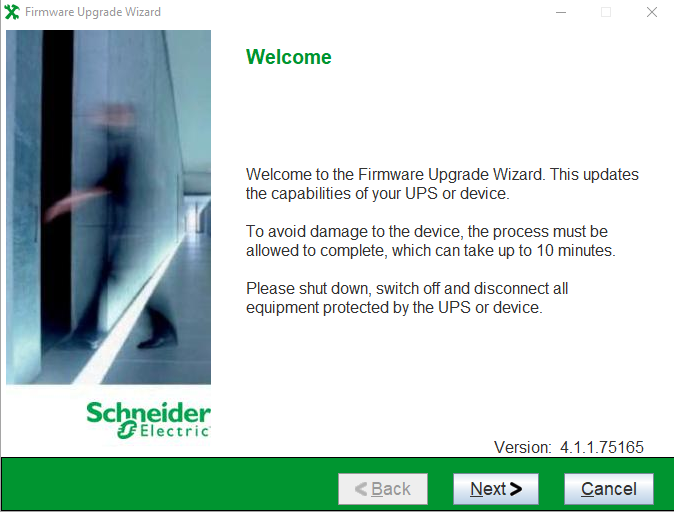 Firmware Upgrade Wizard
Welcome
Welcome to the Firmware Upgrade Wizard. This updates
the capabilities of your UPS or device.
To avoid damage to the device, the process must be
allowed to complete, which can take up to 10 minutes.
Please shut down, switch off and disconnect all
equipment protected by the UPS or device.
Schneider
Electric
Version: 4.1.1.75165
< Back
Next >
Cancel